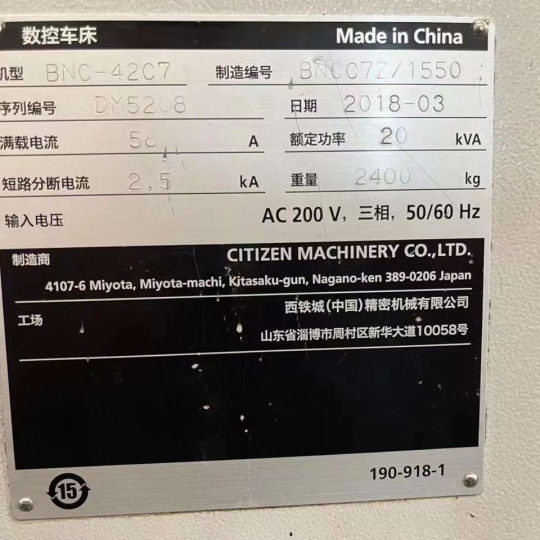 数控车床 Made in China
机型 BNC-42C7 制造编号 BNCC7Z/1550
序列编号 DM5208 日期 2018-03
满载电流 A 额定功率 20 kVA
短路分断电流 2.5 kA 重量 2400 kg
输入电压 AC 200 V, 三相, 50/60 Hz
制造商 CITIZEN MACHINERY CO.,LTD.
4107-6 Miyota, Miyota-machi, Kitasaku-gun, Nagano-ken 389-0206 Japan
工场 西铁城(中国)精密机械有限公司
山东省淄博市周村区新华大道10058号
15 190-918-1